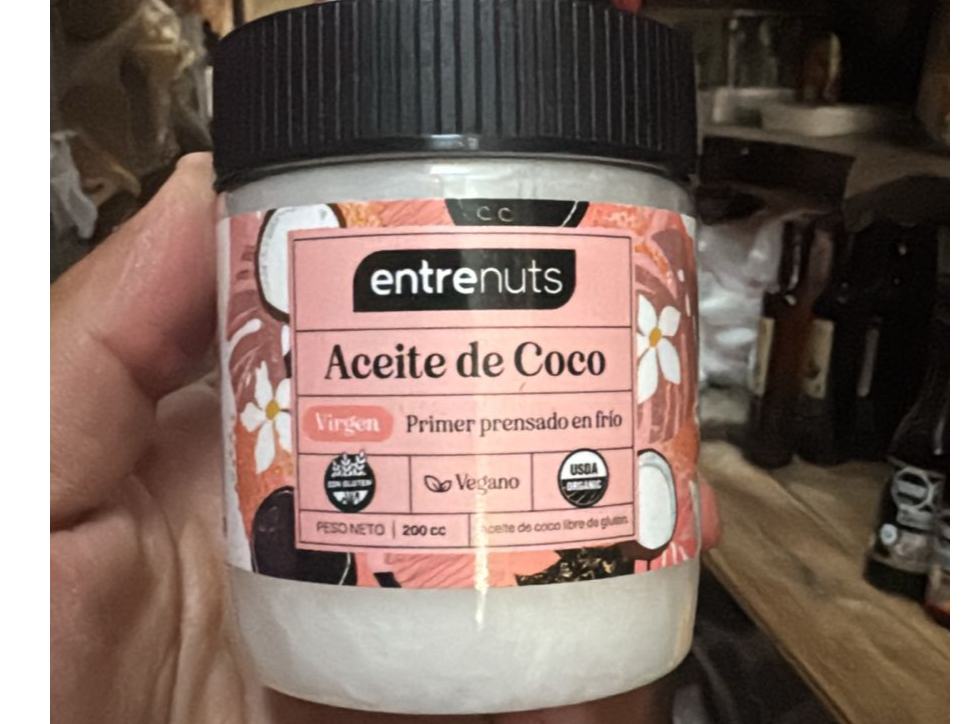 CC
entrenuts
Aceite de Coco
Virgen Primer prensado en frío
Vegano
USDA
ORGANIC
PESO NETO | 200 cc
aceite de coco libre de gluten